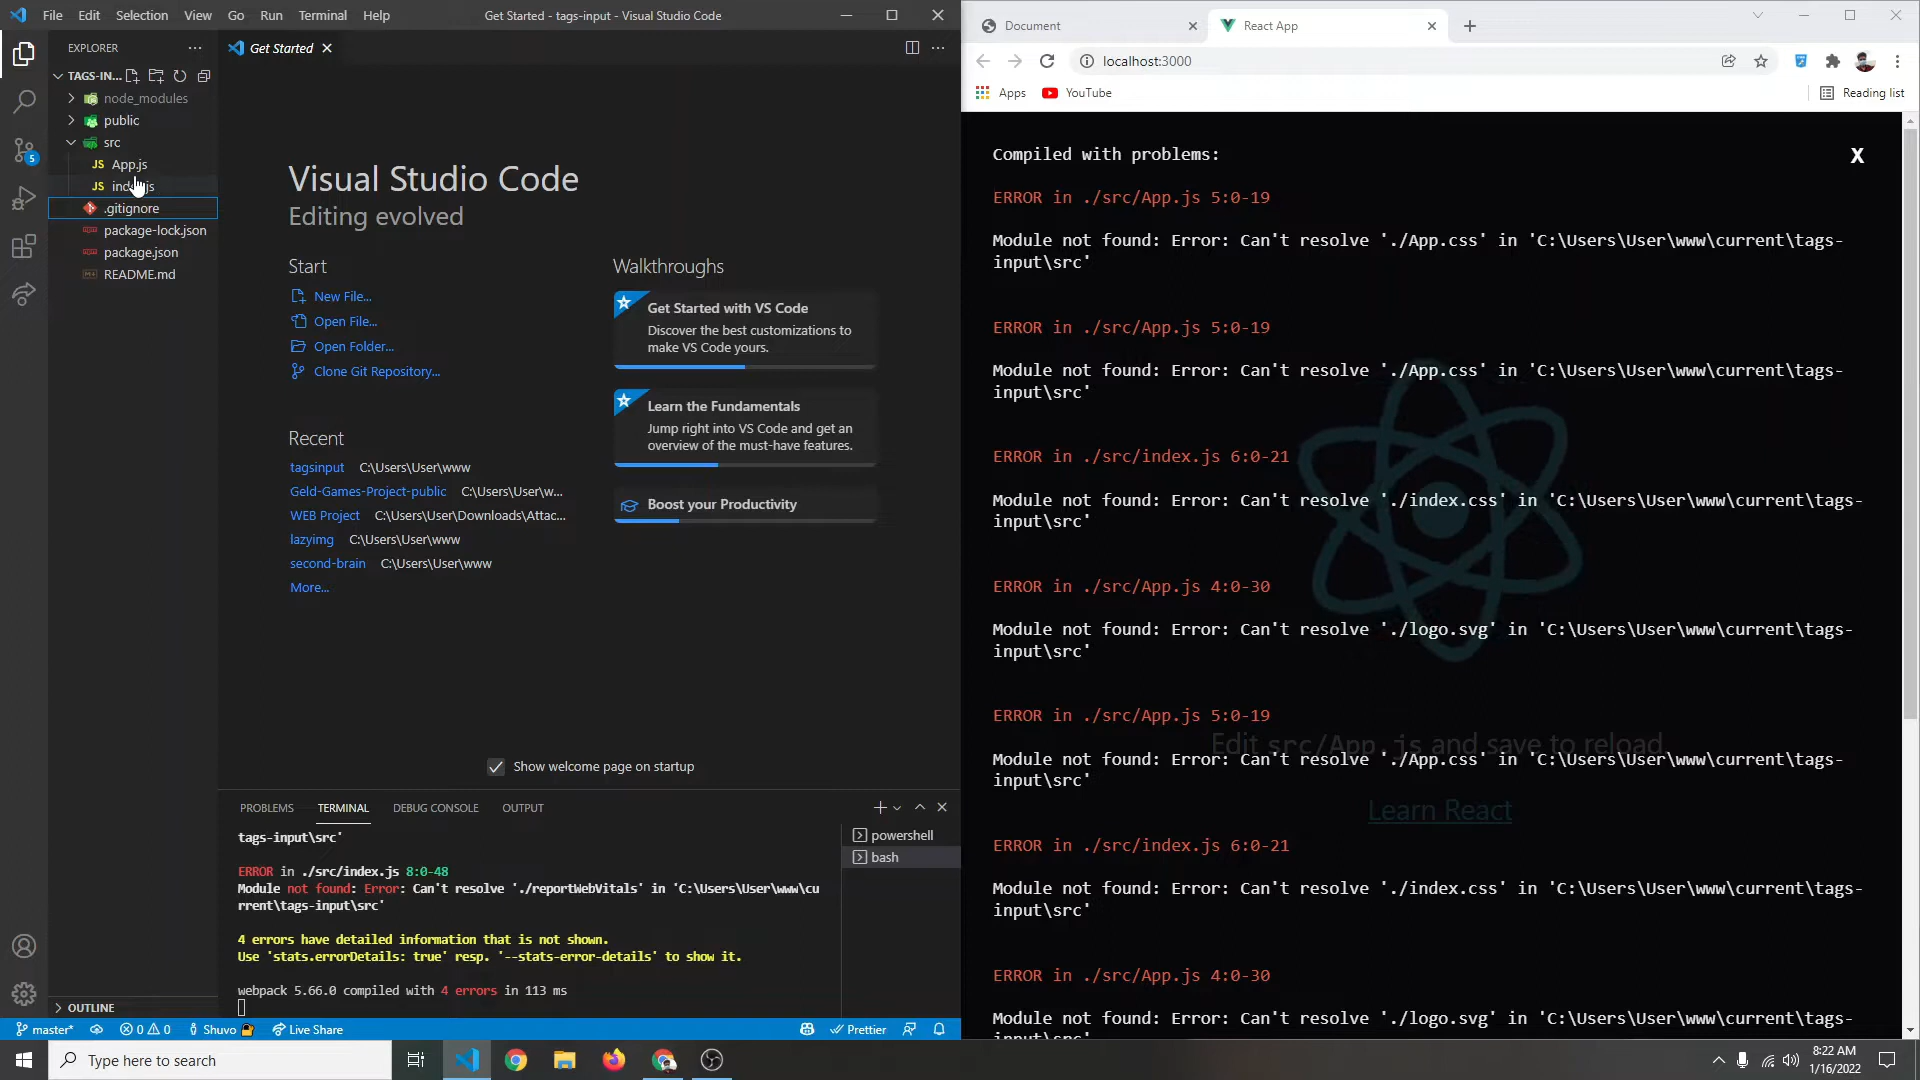 File Edit Selection View Go Run Terminal Help
Get Started - tags-input - Visual Studio Code
EXPLORER
TAGS-IN...
node_modules
public
src
JS App.js
JS index.js
.gitignore
package-lock.json
package.json
README.md
OUTLINE
Get Started
Visual Studio Code
Editing evolved
Start
New File...
Open File...
Open Folder...
Clone Git Repository...
Recent
tagsinput C:\Users\User\www
Geld-Games-Project-public C:\Users\User\w...
WEB Project C:\Users\User\Downloads\Attac...
lazyimg C:\Users\User\www
second-brain C:\Users\User\www
More...
Walkthroughs
Get Started with VS Code
Discover the best customizations to
make VS Code yours.
Learn the Fundamentals
Jump right into VS Code and get an
overview of the must-have features.
Boost your Productivity
Show welcome page on startup
PROBLEMS TERMINAL DEBUG CONSOLE OUTPUT
tags-input\src'
ERROR in ./src/index.js 8:0-48
Module not found: Error: Can't resolve './reportWebVitals' in 'C:\Users\User\www\cu
rrent\tags-input\src'
4 errors have detailed information that is not shown.
Use 'stats.errorDetails: true' resp. '--stats-error-details' to show it.
webpack 5.66.0 compiled with 4 errors in 113 ms
powershell
bash
5
master* 0 0 Shuvo Live Share Prettier
Document
React App
localhost:3000
Apps YouTube Reading list
Compiled with problems:
X
ERROR in ./src/App.js 5:0-19
Module not found: Error: Can't resolve './App.css' in 'C:\Users\User\www\current\tags-
input\src'
ERROR in ./src/App.js 5:0-19
Module not found: Error: Can't resolve './App.css' in 'C:\Users\User\www\current\tags-
input\src'
ERROR in ./src/index.js 6:0-21
Module not found: Error: Can't resolve './index.css' in 'C:\Users\User\www\current\tags-
input\src'
ERROR in ./src/App.js 4:0-30
Module not found: Error: Can't resolve './logo.svg' in 'C:\Users\User\www\current\tags-
input\src'
ERROR in ./src/App.js 5:0-19
Edit src/App.js and save to reload.
Module not found: Error: Can't resolve './App.css' in 'C:\Users\User\www\current\tags-
input\src'
Learn React
ERROR in ./src/index.js 6:0-21
Module not found: Error: Can't resolve './index.css' in 'C:\Users\User\www\current\tags-
input\src'
ERROR in ./src/App.js 4:0-30
Module not found: Error: Can't resolve './logo.svg' in 'C:\Users\User\www\current\tags-
Type here to search
8:22 AM
1/16/2022